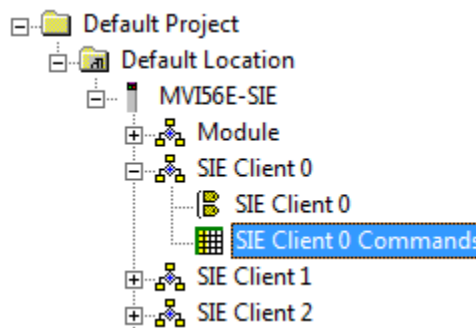 Default Project
Default Location
MVI56E-SIE
Module
SIE Client 0
SIE Client 0
SIE Client 0 Commands
SIE Client 1
SIE Client 2